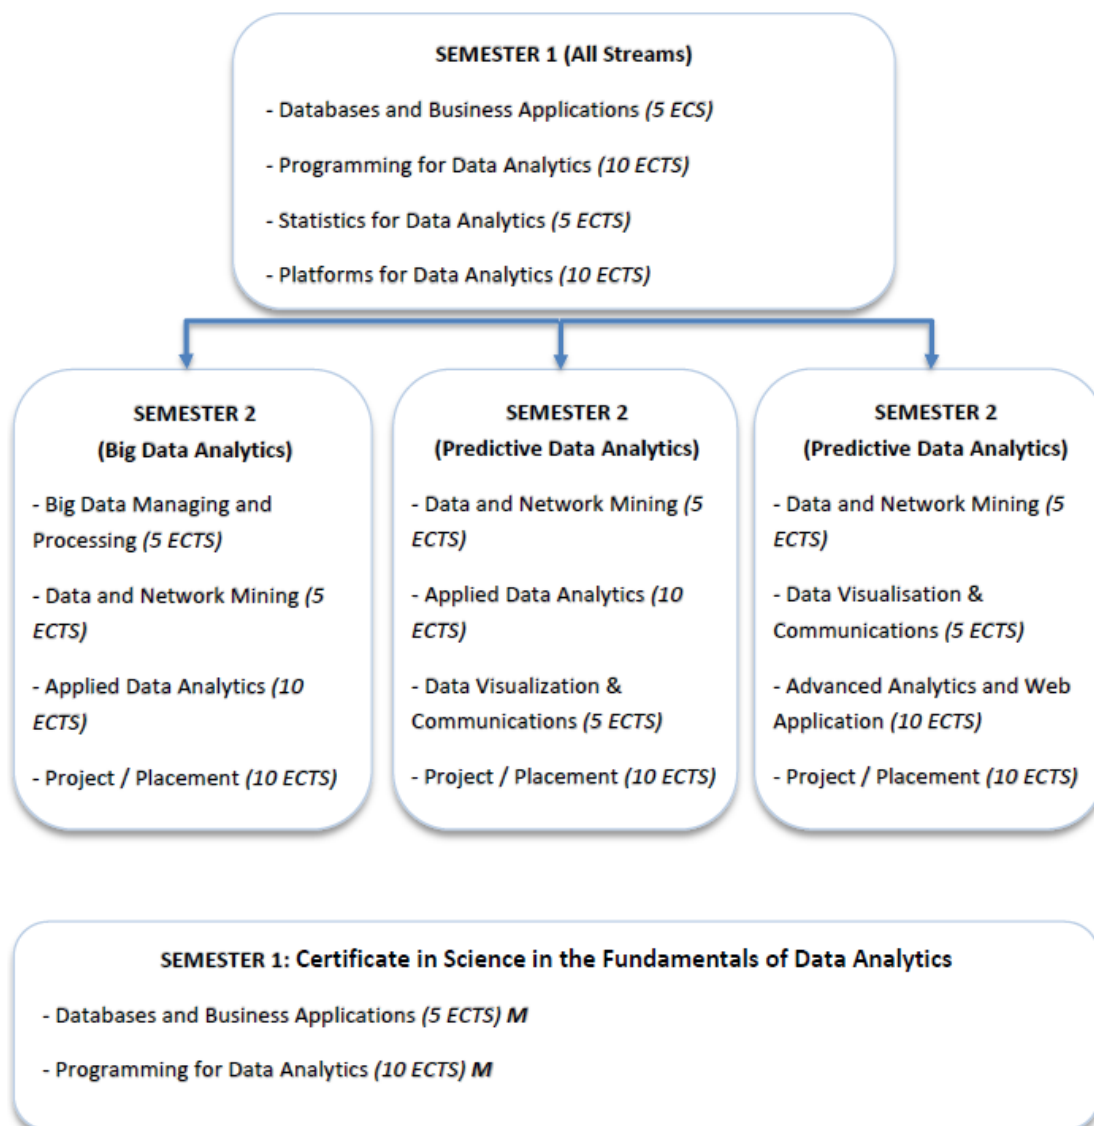 SEMESTER 1 (All Streams)
- Databases and Business Applications (5 ECS)
- Programming for Data Analytics (10 ECTS)
- Statistics for Data Analytics (5 ECTS)
- Platforms for Data Analytics (10 ECTS)
SEMESTER 2
(Big Data Analytics)
- Big Data Managing and
Processing (5 ECTS)
- Data and Network Mining (5
ECTS)
- Applied Data Analytics (10
ECTS)
- Project / Placement (10 ECTS)
SEMESTER 2
(Predictive Data Analytics)
- Data and Network Mining (5
ECTS)
- Applied Data Analytics (10
ECTS)
- Data Visualization &
Communications (5 ECTS)
- Project / Placement (10 ECTS)
SEMESTER 2
(Predictive Data Analytics)
- Data and Network Mining (5
ECTS)
- Data Visualisation &
Communications (5 ECTS)
- Advanced Analytics and Web
Application (10 ECTS)
- Project / Placement (10 ECTS)
SEMESTER 1: Certificate in Science in the Fundamentals of Data Analytics
- Databases and Business Applications (5 ECTS) M
- Programming for Data Analytics (10 ECTS) M